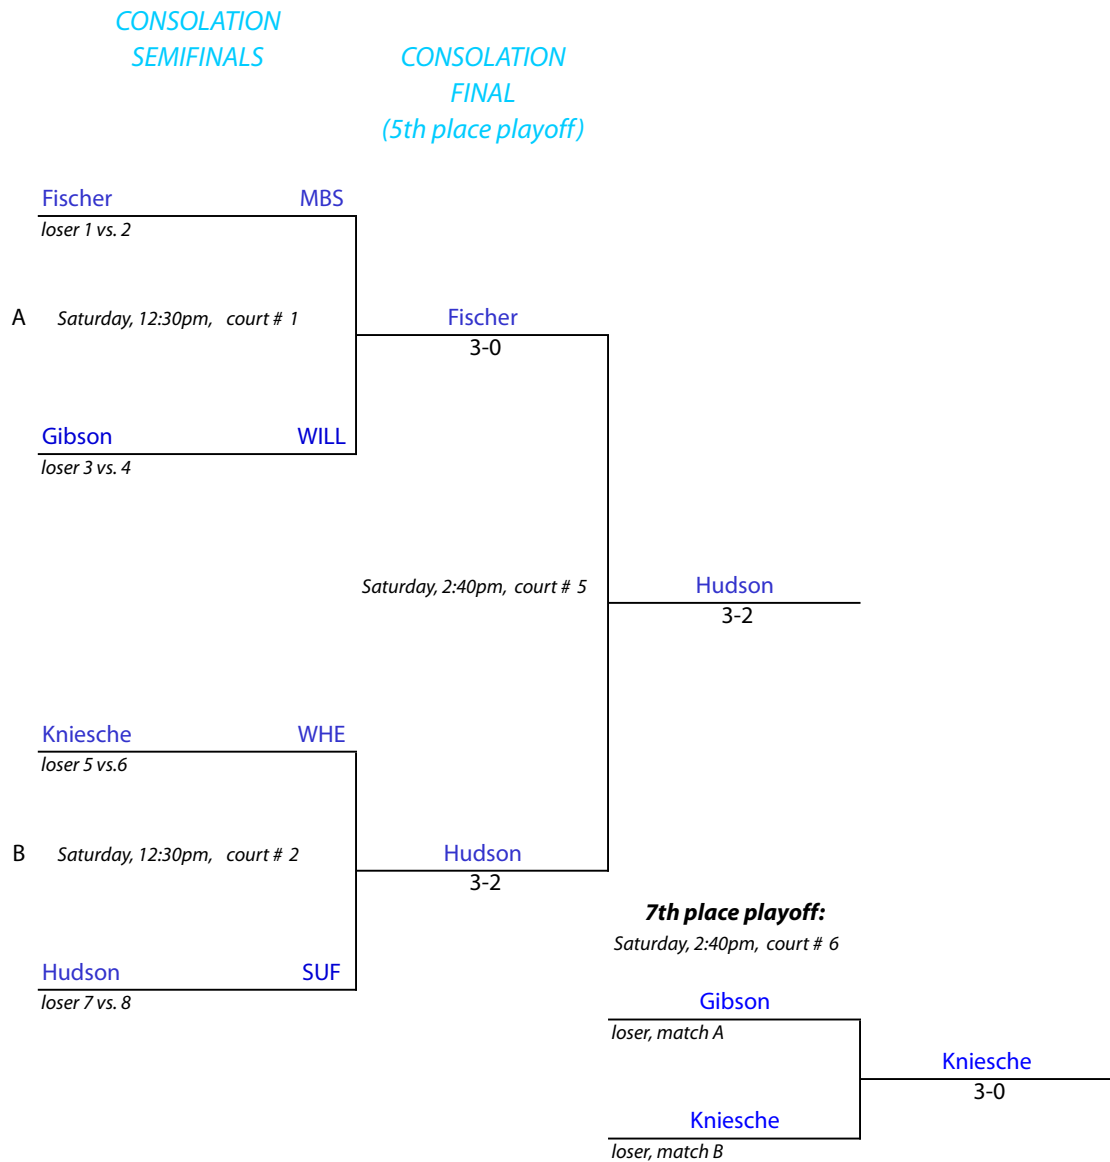 CONSOLATION
SEMIFINALS
CONSOLATION
FINAL
(5th place playoff)
Fischer MBS
loser 1 vs. 2
A Saturday, 12:30pm, court # 1
Fischer
3-0
Gibson WILL
loser 3 vs. 4
Saturday, 2:40pm, court # 5
Hudson
3-2
Kniesche WHE
loser 5 vs.6
B Saturday, 12:30pm, court # 2
Hudson
3-2
7th place playoff:
Saturday, 2:40pm, court # 6
Hudson SUF
loser 7 vs. 8
Gibson
loser, match A
Kniesche
3-0
Kniesche
loser, match B